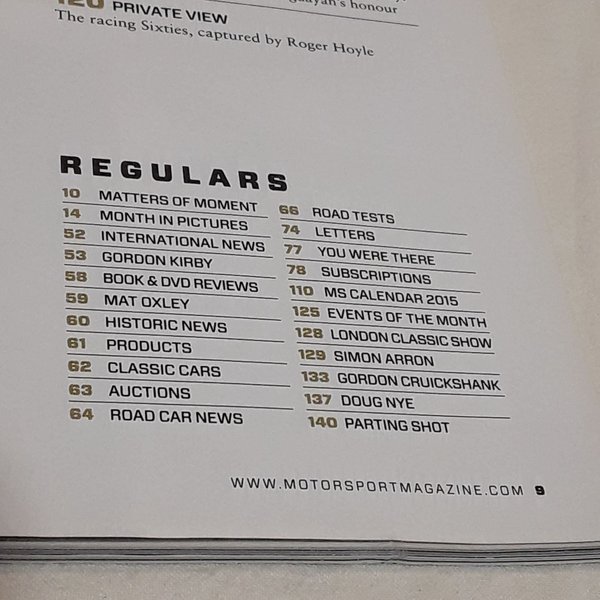 honour
120 PRIVATE VIEW
The racing Sixties, captured by Roger Hoyle
REGULARS
10 MATTERS OF MOMENT
14 MONTH IN PICTURES
52 INTERNATIONAL NEWS
53 GORDON KIRBY
58 BOOK & DVD REVIEWS
59 MAT OXLEY
60 HISTORIC NEWS
61 PRODUCTS
62 CLASSIC CARS
63 AUCTIONS
64 ROAD CAR NEWS
66 ROAD TESTS
74 LETTERS
77 YOU WERE THERE
78 SUBSCRIPTIONS
110 MS CALENDAR 2015
125 EVENTS OF THE MONTH
128 LONDON CLASSIC SHOW
129 SIMON ARRON
133 GORDON CRUICKSHANK
137 DOUG NYE
140 PARTING SHOT
WWW.MOTORSPORTMAGAZINE.COM 9